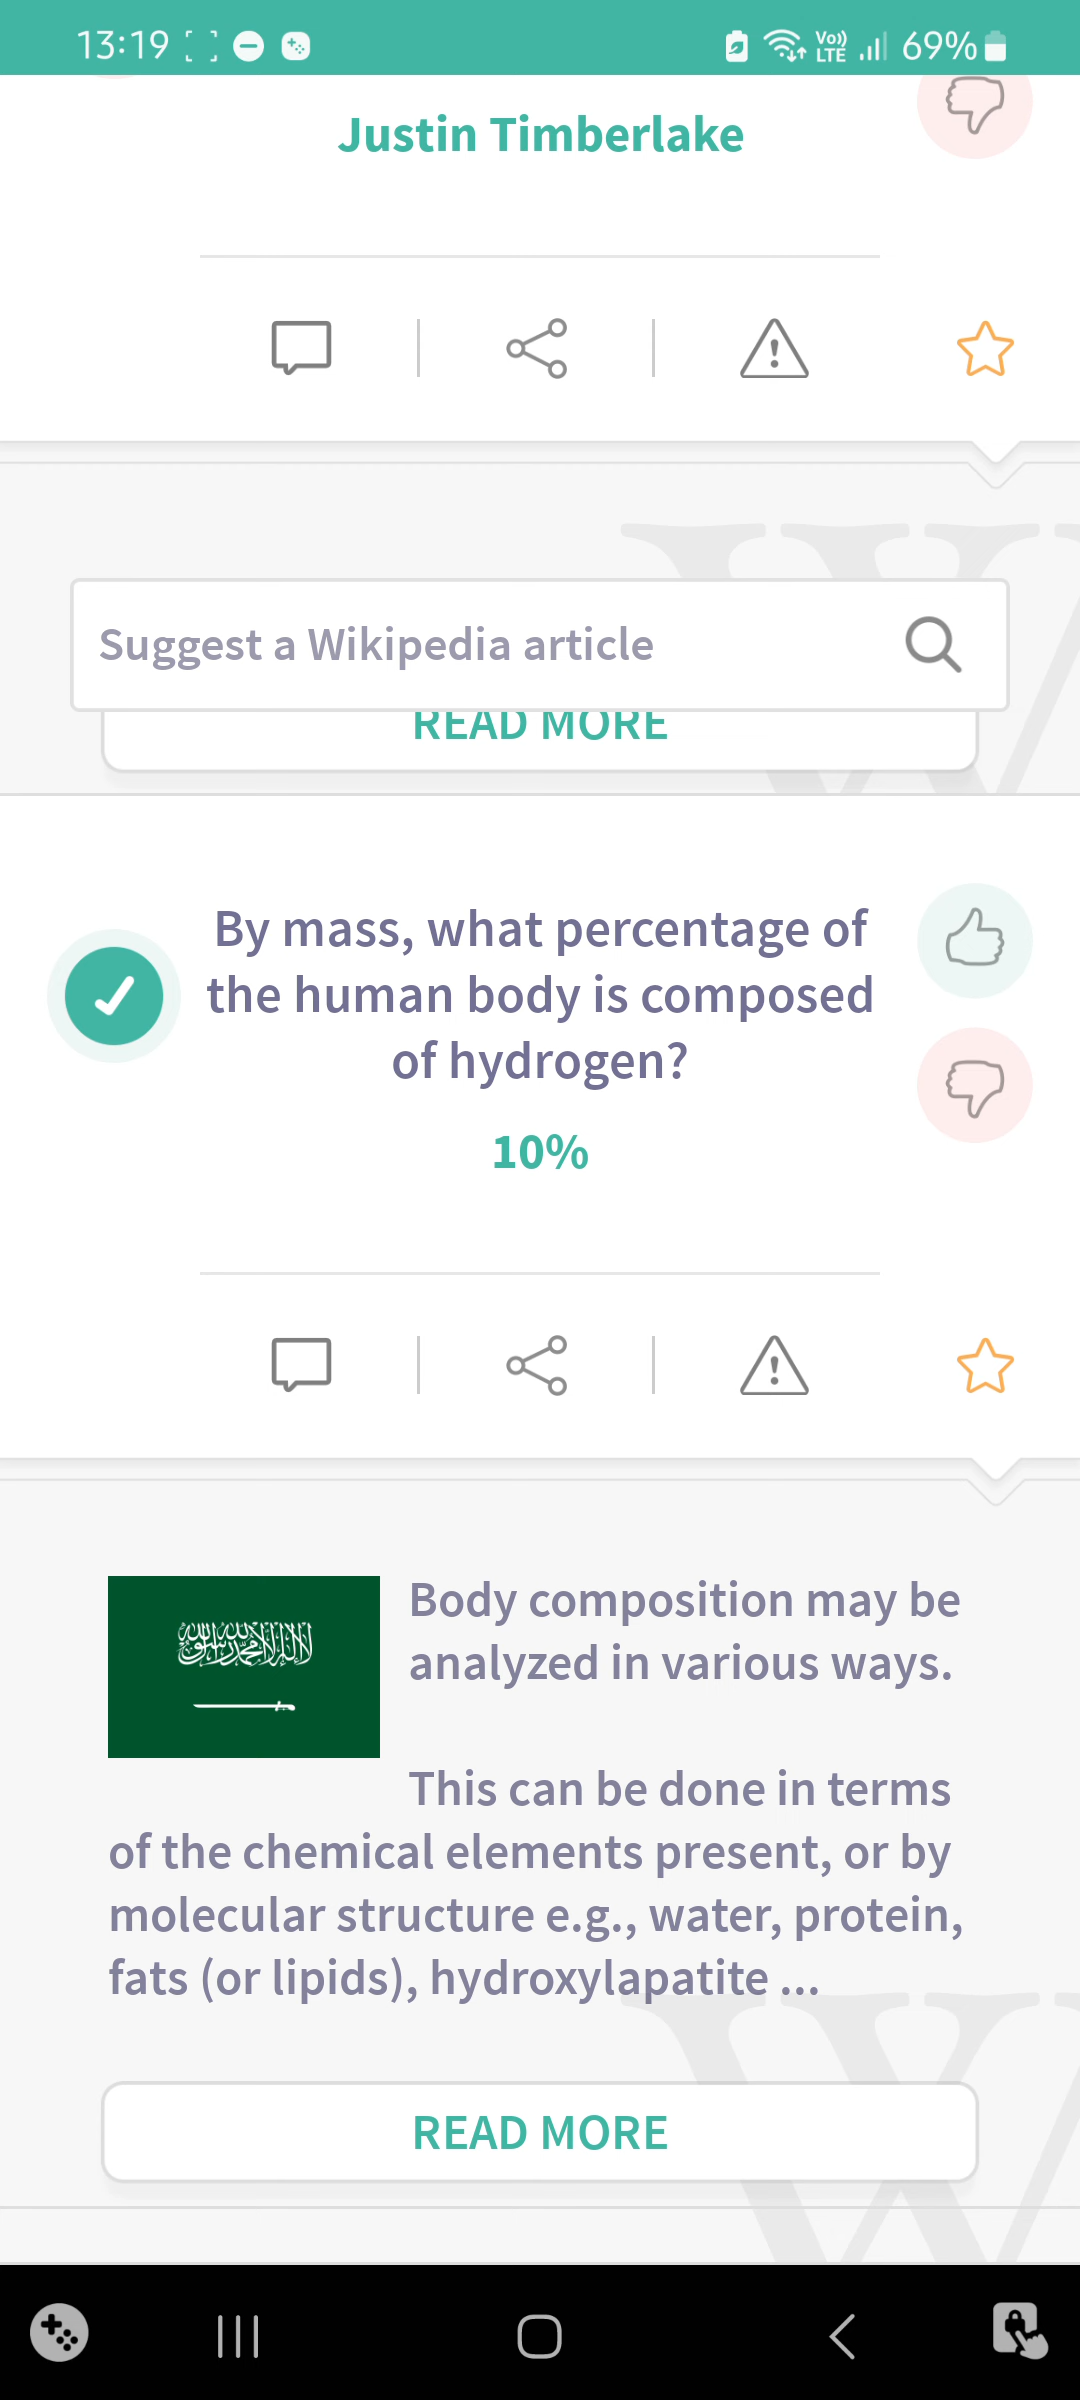 13:19
Vo))
LTE
69%
Justin Timberlake
Suggest a Wikipedia article
READ MORE
By mass, what percentage of
the human body is composed
of hydrogen?
10%
Body composition may be
analyzed in various ways.
This can be done in terms
of the chemical elements present, or by
molecular structure e.g., water, protein,
fats (or lipids), hydroxylapatite ...
READ MORE